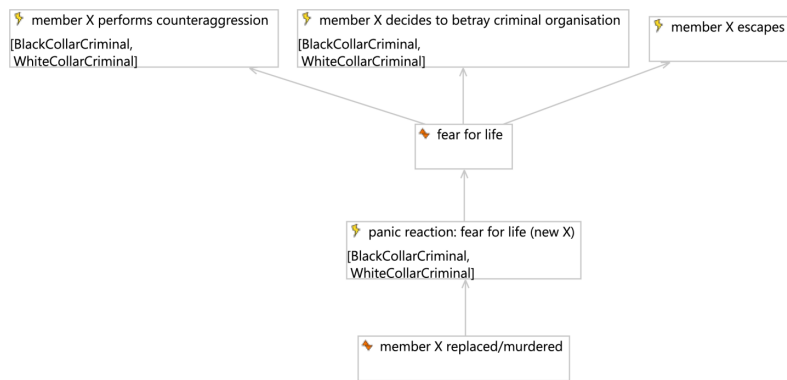 member X performs counteraggression
[BlackCollarCriminal,
WhiteCollarCriminal]
member X decides to betray criminal organisation
[BlackCollarCriminal,
WhiteCollarCriminal]
member X escapes
fear for life
panic reaction: fear for life (new X)
[BlackCollarCriminal,
WhiteCollarCriminal]
member X replaced/murdered